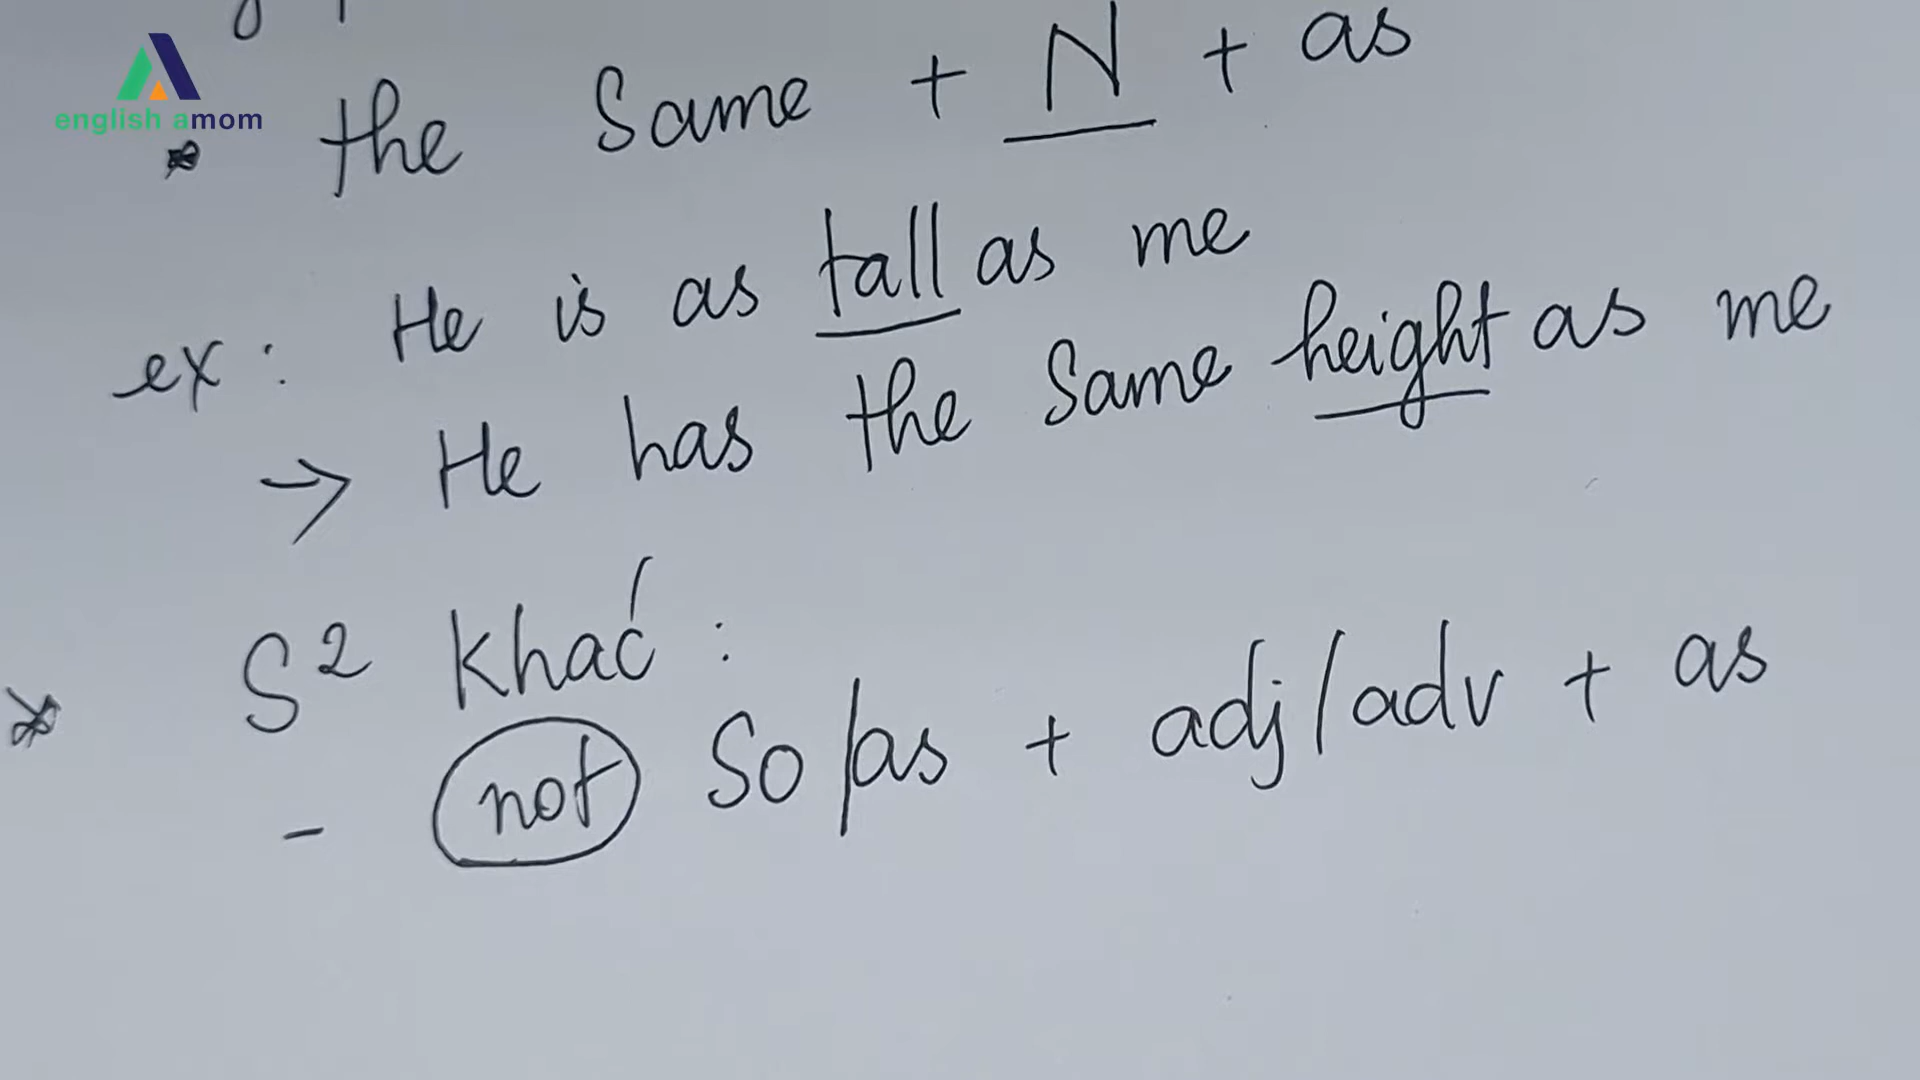 english amom
* the Same + N + as
ex : He is as tall as me
→ He has the Same height as me
* S² Khác :
- not So/as + adj/adv + as